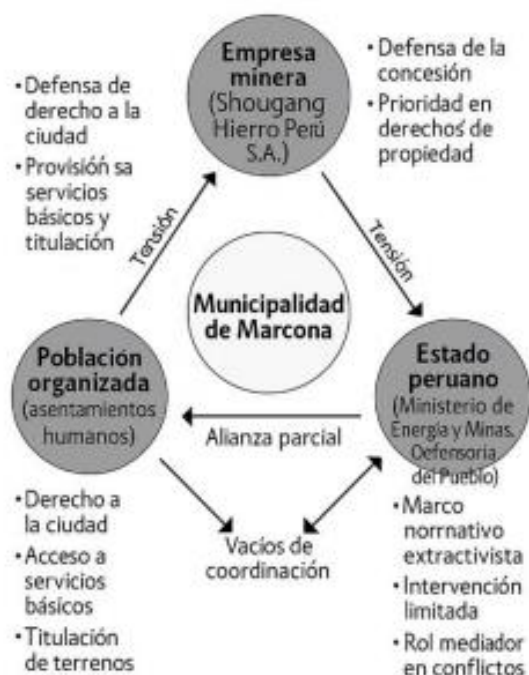 Empresa
minera
(Shougang
Hierro Perú
S.A.)
• Defensa de la
concesión
• Prioridad en
derechos de
propiedad
• Defensa de
derecho a la
ciudad
• Provisión sa
servicios
básicos y
titulación
Tensión
Tensión
Municipalidad
de Marcona
Población
organizada
(asentamientos
humanos)
Estado
peruano
(Ministerio de
Energía y Minas.
Defensoría
del Pueblo)
Alianza parcial
Vacíos de
coordinación
• Derecho a
la ciudad
• Acceso a
servicios
básicos
• Titulación
de terrenos
• Marco
norrnativo
extractivista
• Intervención
limitada
• Rol mediador
en conflictos